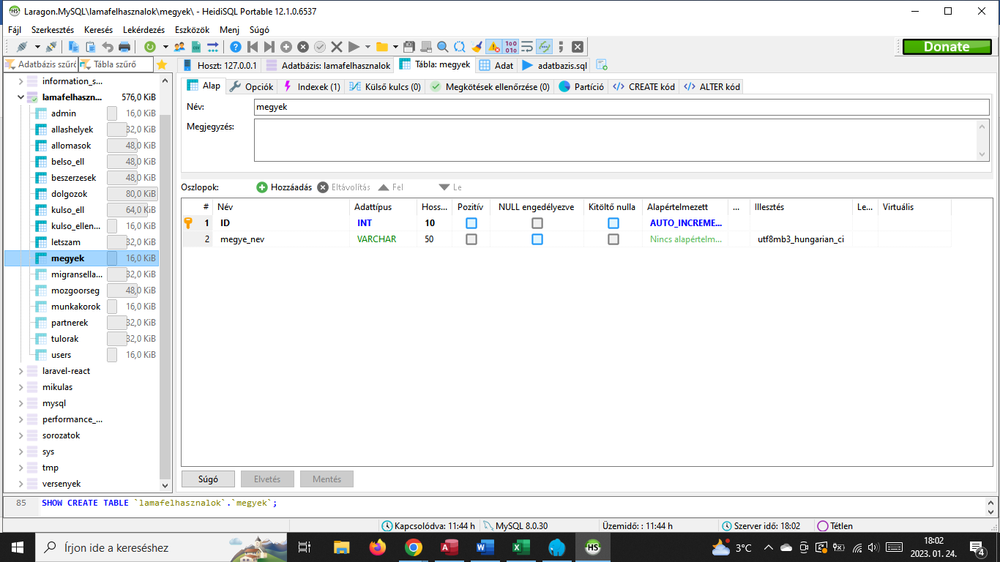 Laragon.MySQL\lamafelhasznalok\megyek\ - HeidiSQL Portable 12.1.0.6537
Fájl Szerkesztés Keresés Lekérdezés Eszközök Menj Súgó
Donate
Adatbázis szűrő Tábla szűrő
Hoszt: 127.0.0.1 Adatbázis: lamafelhasznalok Tábla: megyek Adat adatbazis.sql
information_s...
lamafelhaszn... 576,0 KiB
admin 16,0 KiB
allashelyek 32,0 KiB
allomasok 48,0 KiB
belso_ell 48,0 KiB
beszerzesek 48,0 KiB
dolgozok 80,0 KiB
kulso_ell 64,0 KiB
kulso_ellen... 16,0 KiB
letszam 32,0 KiB
megyek 16,0 KiB
migransella... 32,0 KiB
mozgoorseg 48,0 KiB
munkakorok 16,0 KiB
partnerek 32,0 KiB
tulorak 32,0 KiB
users 16,0 KiB
laravel-react
mikulas
mysql
performance_...
sorozatok
sys
tmp
versenyek
Alap Opciók Indexek (1) Külső kulcs (0) Megkötések ellenőrzése (0) Partíció CREATE kód ALTER kód
Név: megyek
Megjegyzés:
Oszlopok: Hozzáadás Eltávolítás Fel Le
# Név Adattípus Hoss... Pozitív NULL engedélyezve Kitöltő nulla Alapértelmezett ... Illesztés Le... Virtuális
1 ID INT 10 AUTO_INCREME...
2 megye_nev VARCHAR 50 Nincs alapértelm... utf8mb3_hungarian_ci
Súgó Elvetés Mentés
85 SHOW CREATE TABLE `lamafelhasznalok`.`megyek`;
Kapcsolódva: 11:44 h MySQL 8.0.30 Üzemidő: : 11:44 h Szerver idő: 18:02 Tétlen
Írjon ide a kereséshez
3°C
18:02
2023. 01. 24.
4